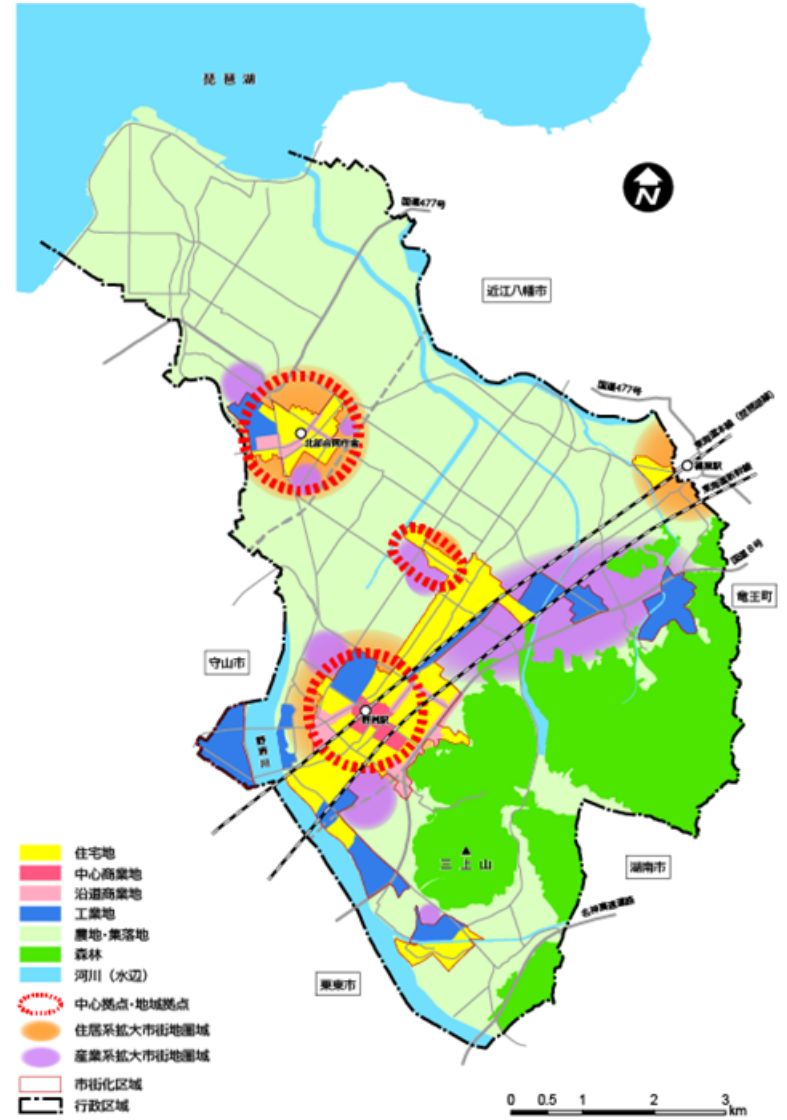 琵琶湖
国道477号
N
近江八幡市
国道477号
東海道本線（琵琶湖線）
篠原駅
東海道新幹線
北部合同庁舎
国道8号
竜王町
守山市
野洲駅
野洲川
三上山
湖南市
名神高速道路
栗東市
住宅地
中心商業地
沿道商業地
工業地
農地・集落地
森林
河川（水辺）
中心拠点・地域拠点
住居系拡大市街地圏域
産業系拡大市街地圏域
市街化区域
行政区域
0 0.5 1 2 3
km